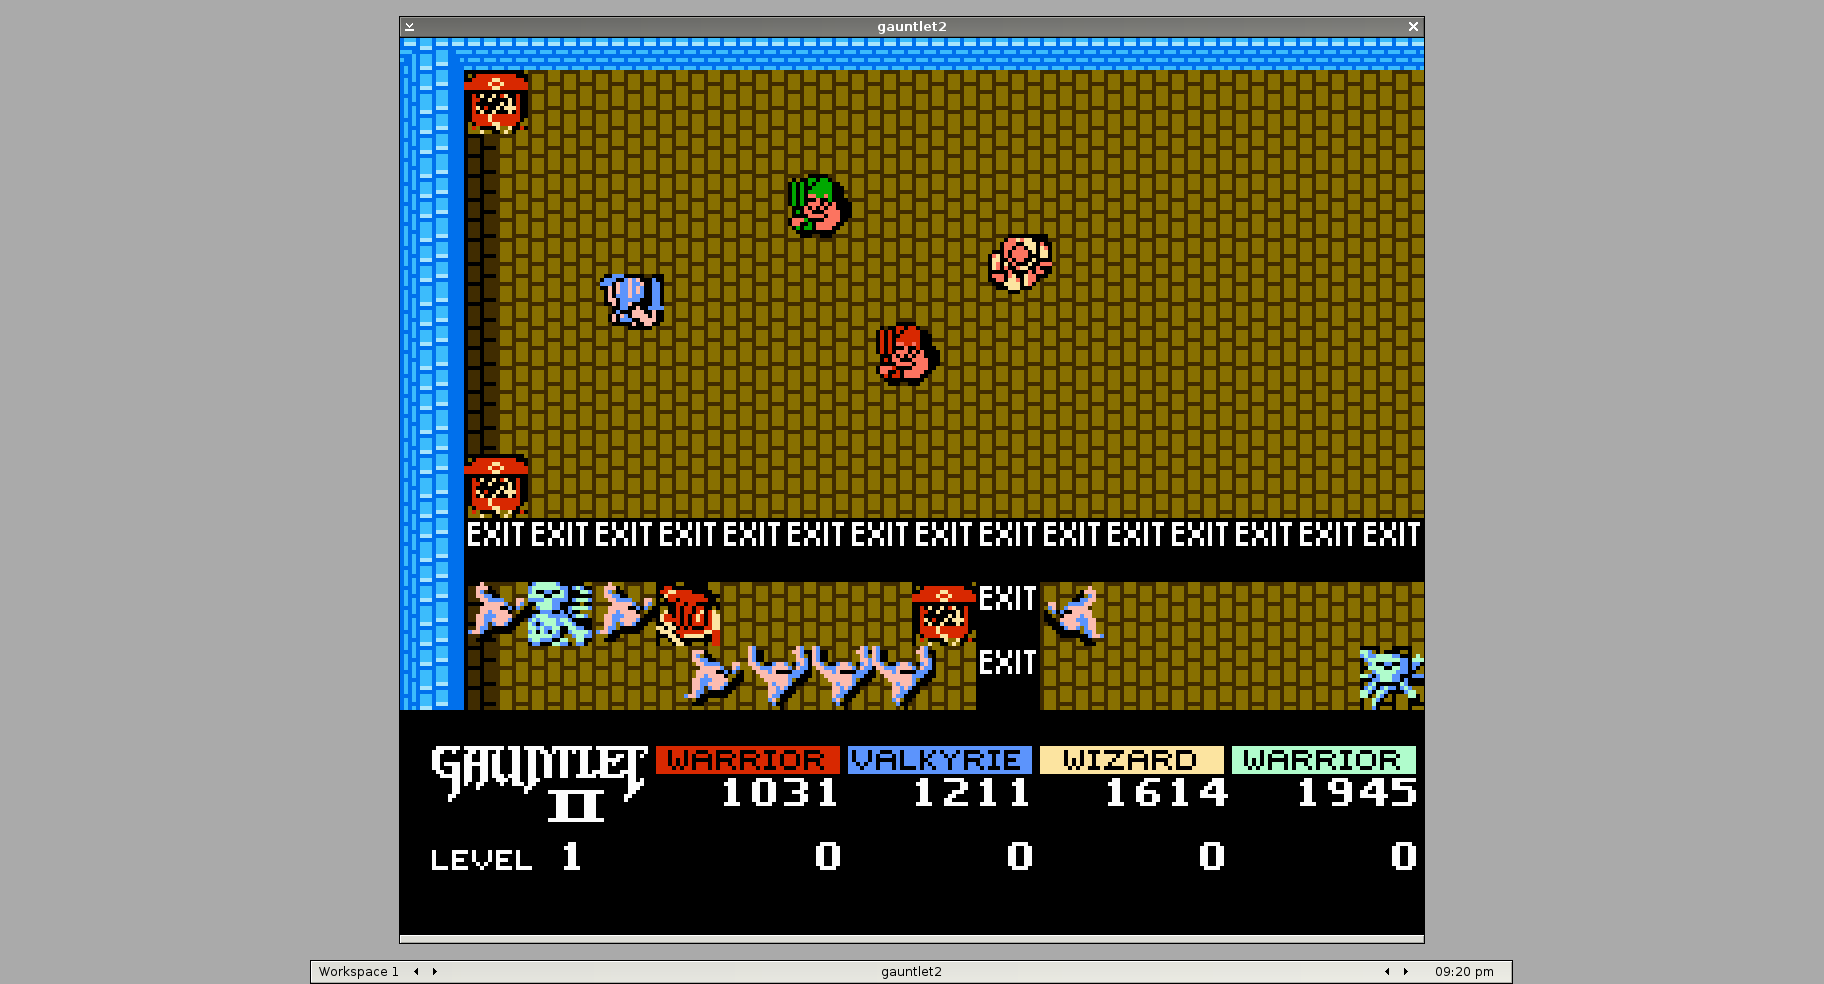 gauntlet2
EXIT EXIT EXIT EXIT EXIT EXIT EXIT EXIT EXIT EXIT EXIT EXIT EXIT EXIT EXIT
EXIT
EXIT
GAUNTLET WARRIOR VALKYRIE WIZARD WARRIOR
II 1031 1211 1614 1945
LEVEL 1 0 0 0 0
Workspace 1 gauntlet2 09:20 pm